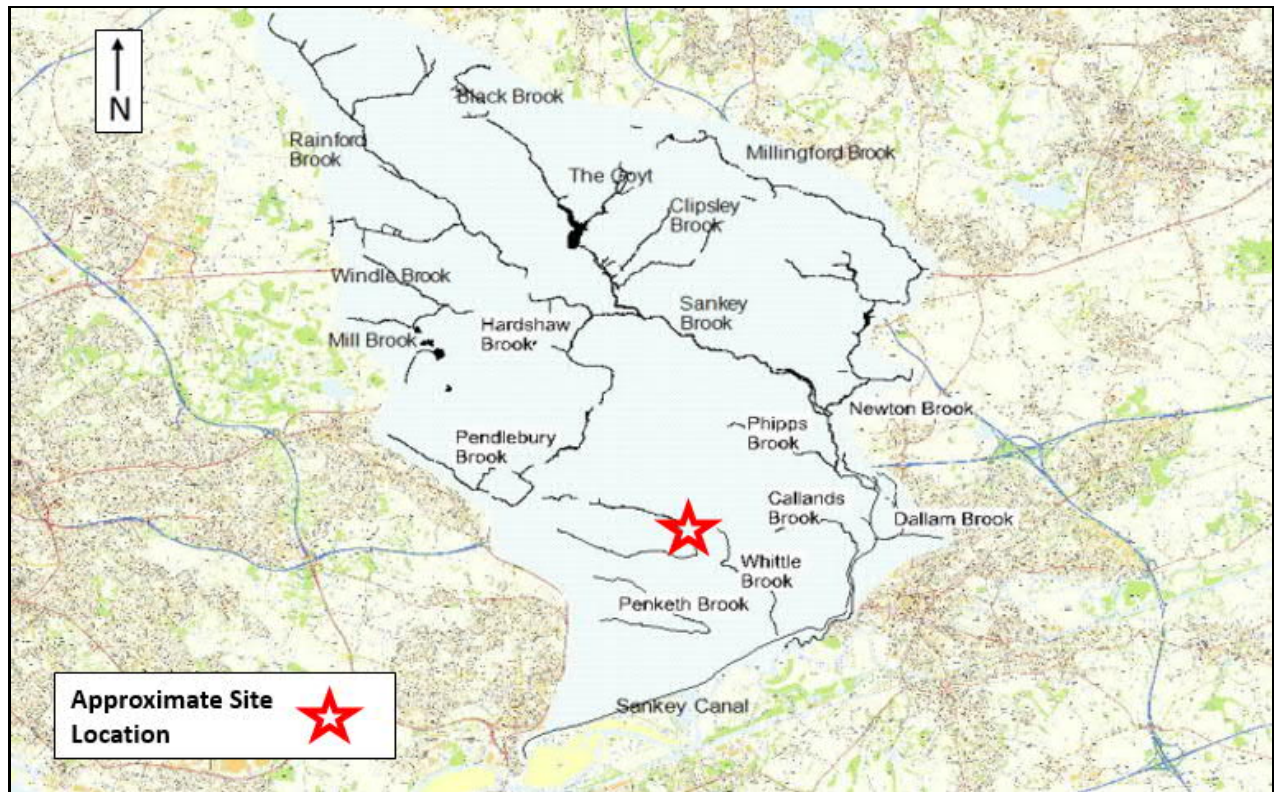 N
Black Brook
Rainford
Brook
Millingford Brook
The Goyt
Clipsley
Brook
Windle Brook
Sankey
Brook
Hardshaw
Brook
Mill Brook
Newton Brook
Phipps
Brook
Pendlebury
Brook
Callands
Brook
Dallam Brook
Whittle
Brook
Penketh Brook
Sankey Canal
Approximate Site
Location